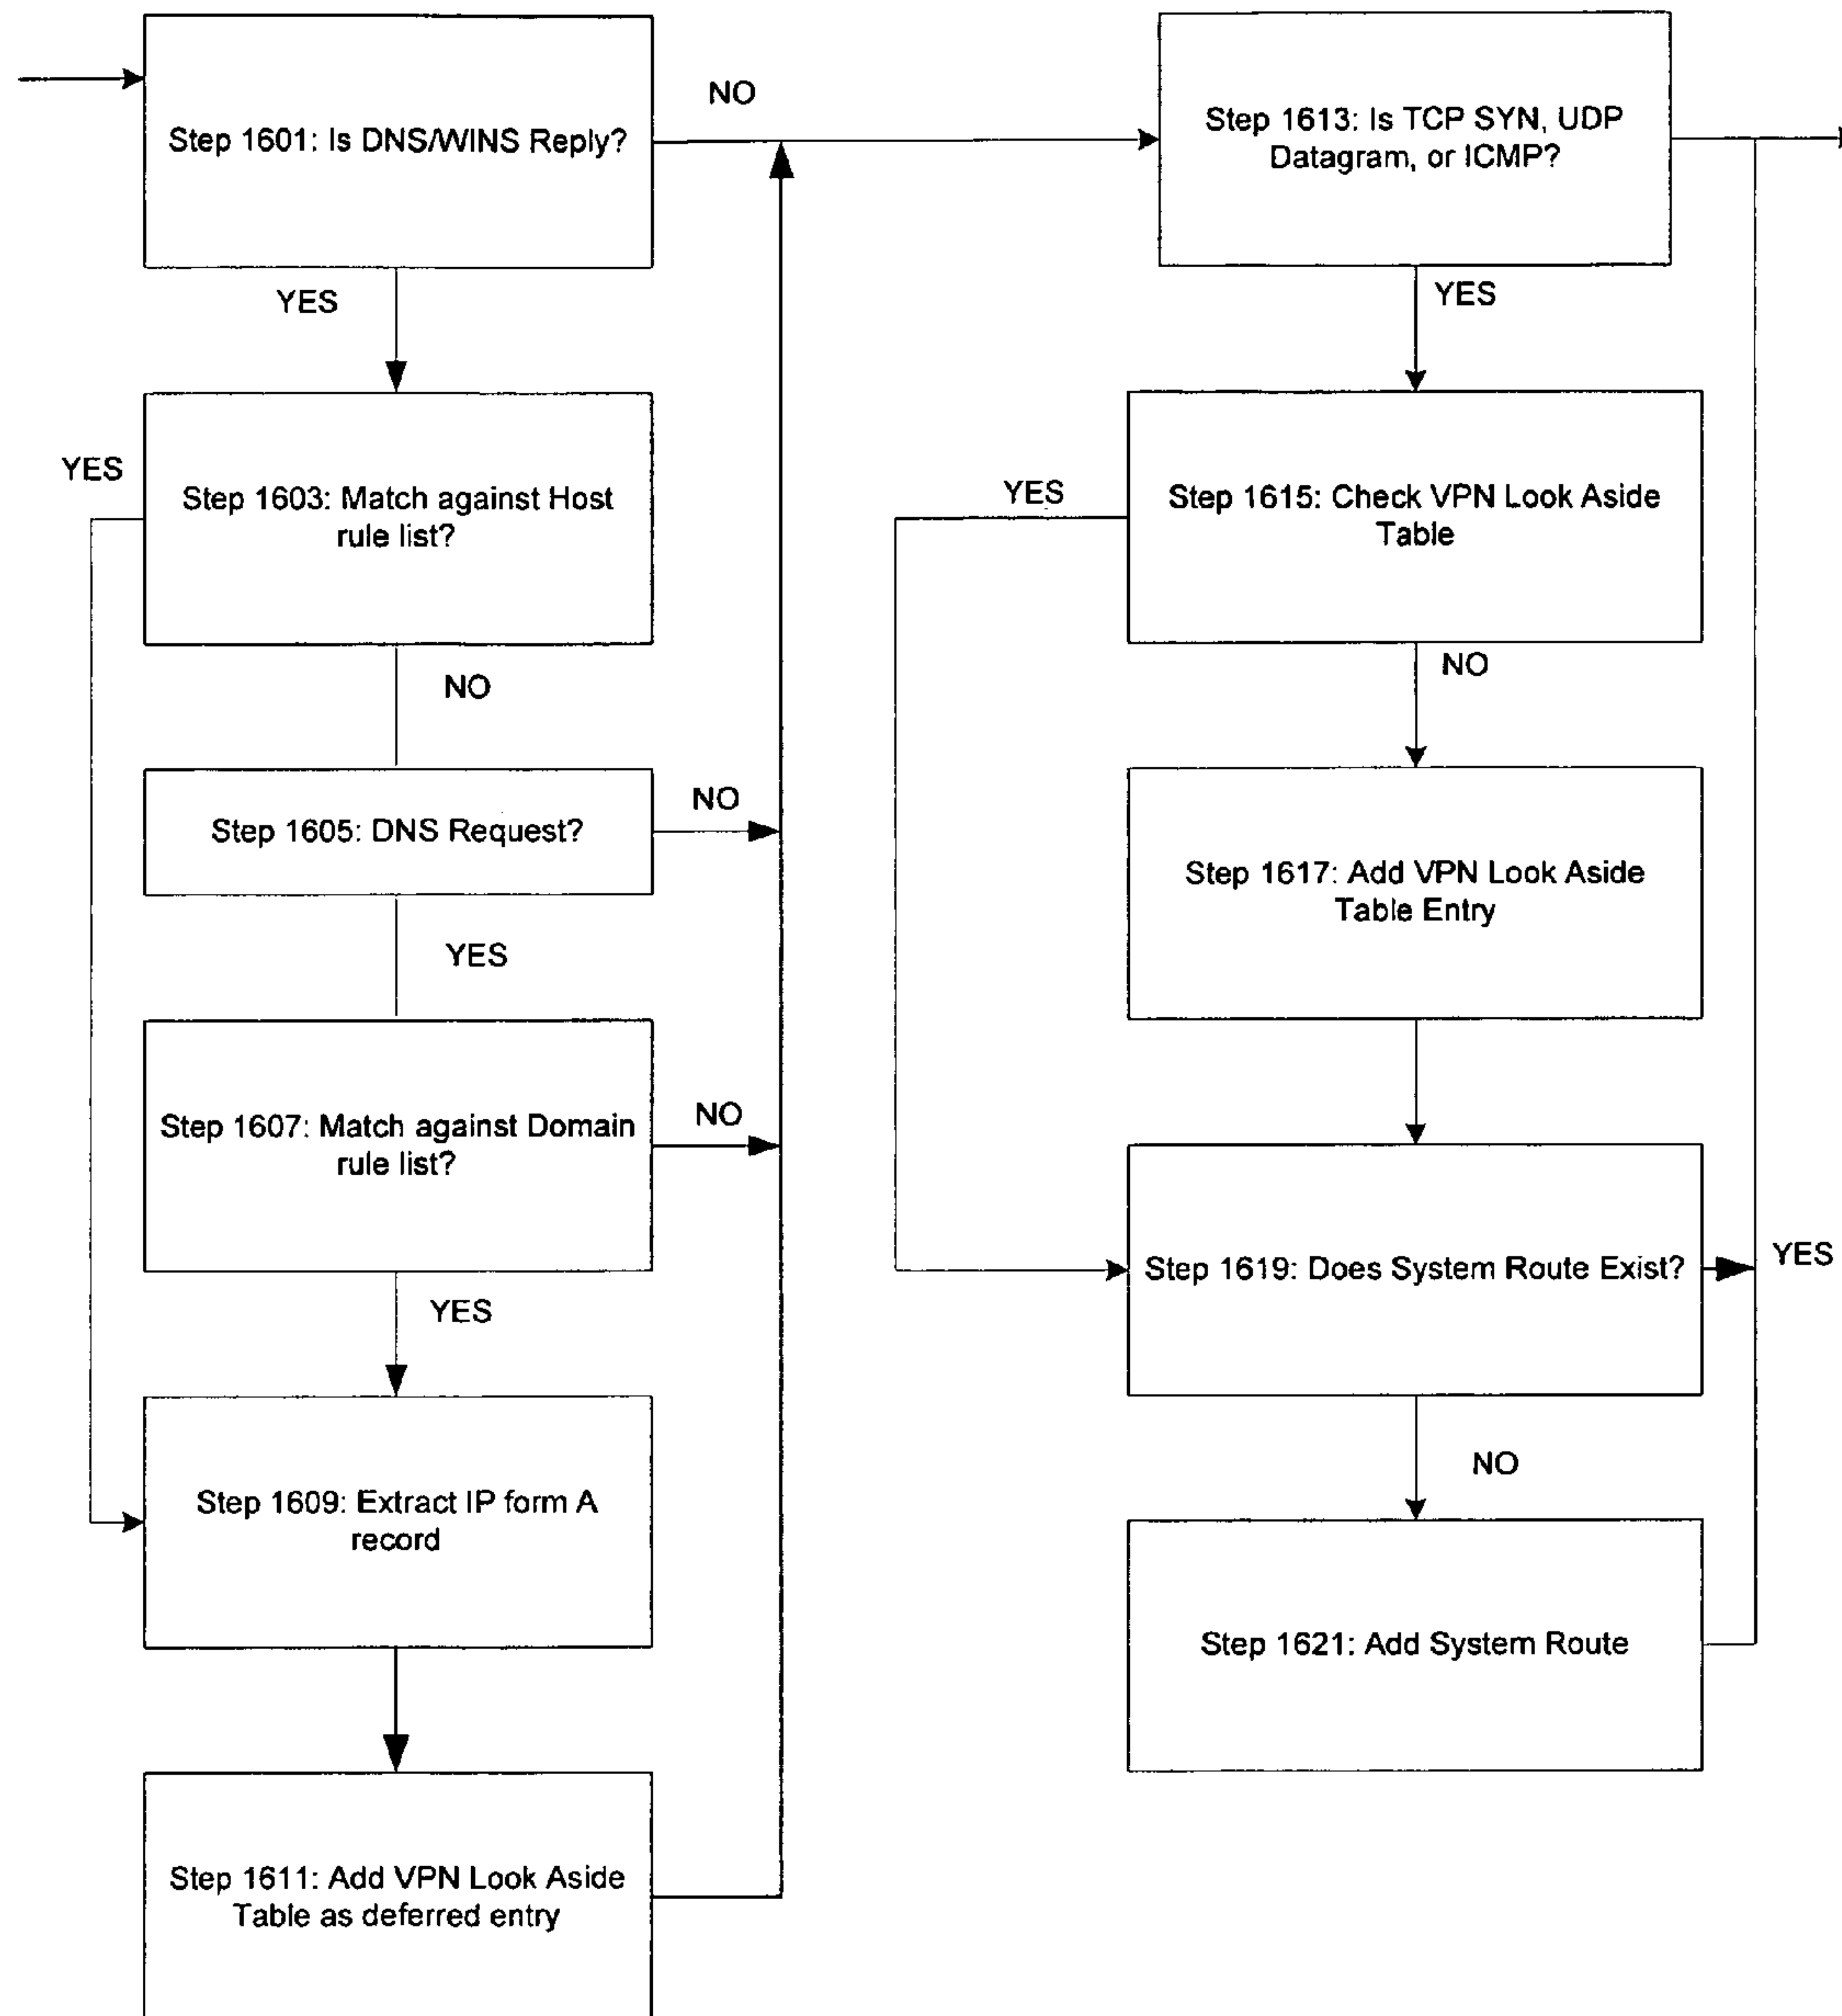 Step 1601: Is DNS/WINS Reply?
NO
Step 1613: Is TCP SYN, UDP
Datagram, or ICMP?
YES
YES
YES
Step 1603: Match against Host
rule list?
YES
Step 1615: Check VPN Look Aside
Table
NO
NO
Step 1605: DNS Request?
NO
Step 1617: Add VPN Look Aside
Table Entry
YES
Step 1607: Match against Domain
rule list?
NO
Step 1619: Does System Route Exist?
YES
YES
NO
Step 1609: Extract IP form A
record
Step 1621: Add System Route
Step 1611: Add VPN Look Aside
Table as deferred entry